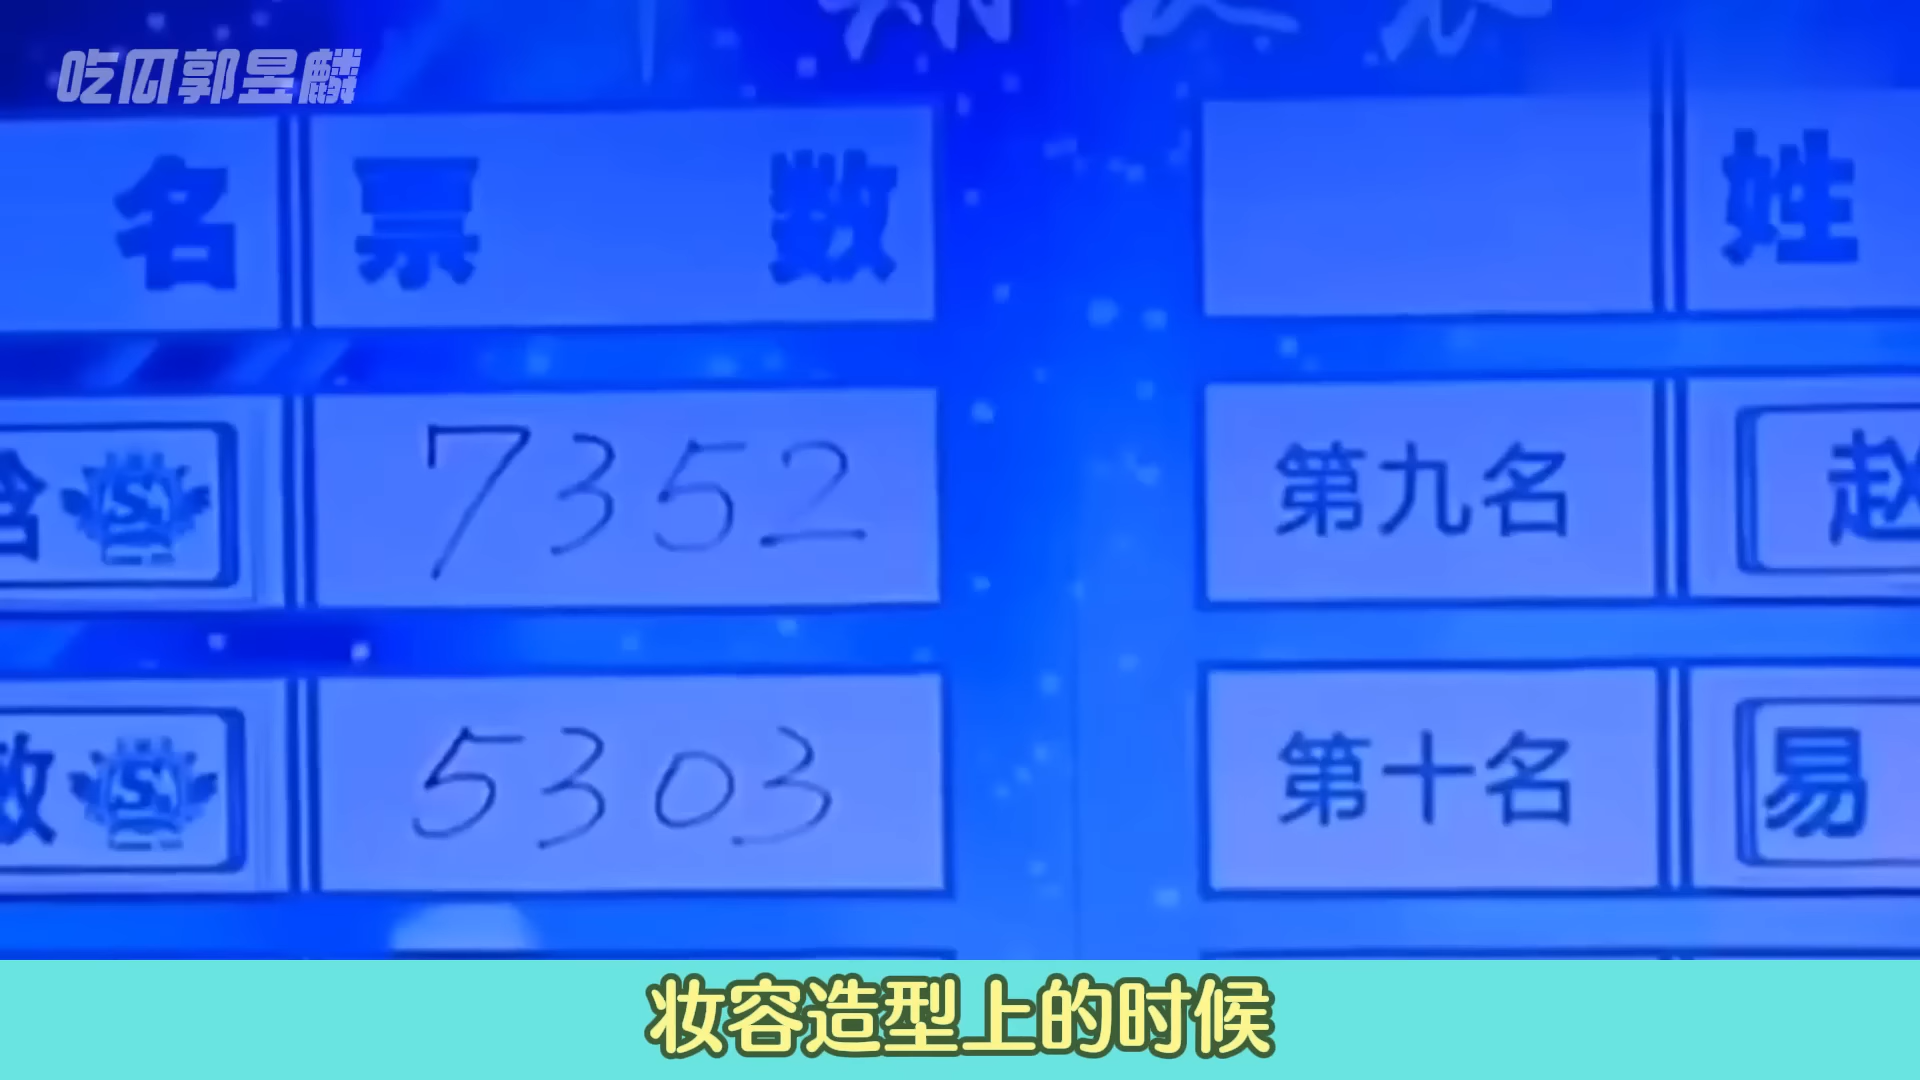 吃瓜郭昱麟
名 票 数 姓
7352 第九名 赵
5303 第十名 易
妆容造型上的时候